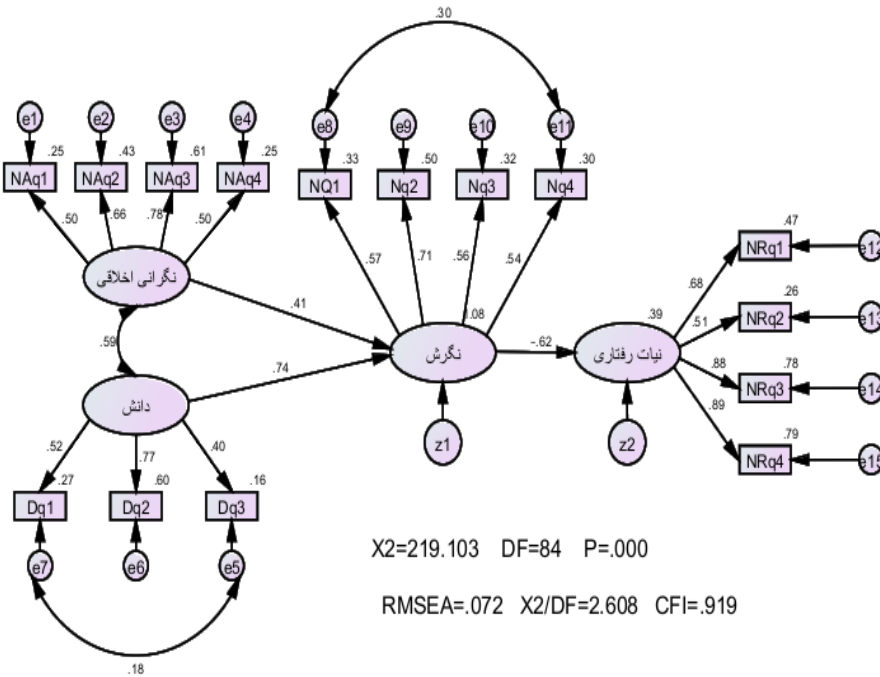 .30
e1 e2 e3 e4 e8 e9 e10 e11
.25 .43 .61 .25 .33 .50 .32 .30
NAq1 NAq2 NAq3 NAq4 NQ1 Nq2 Nq3 Nq4
.50 .66 .78 .50 .57 .71 .56 .54
.47
NRq1 e12
نگرانی اخلاقی
.41 .68
.26
NRq2 e13
.59
1.08 .39 .51
نگرش
-.62
نیات رفتاری
.74 .88 .78
NRq3 e14
دانش
.89
z1 z2
.79
NRq4 e15
.52 .77 .40
.27 .60 .16
Dq1 Dq2 Dq3
e7 e6 e5
.18
X2=219.103 DF=84 P=.000
RMSEA=.072 X2/DF=2.608 CFI=.919